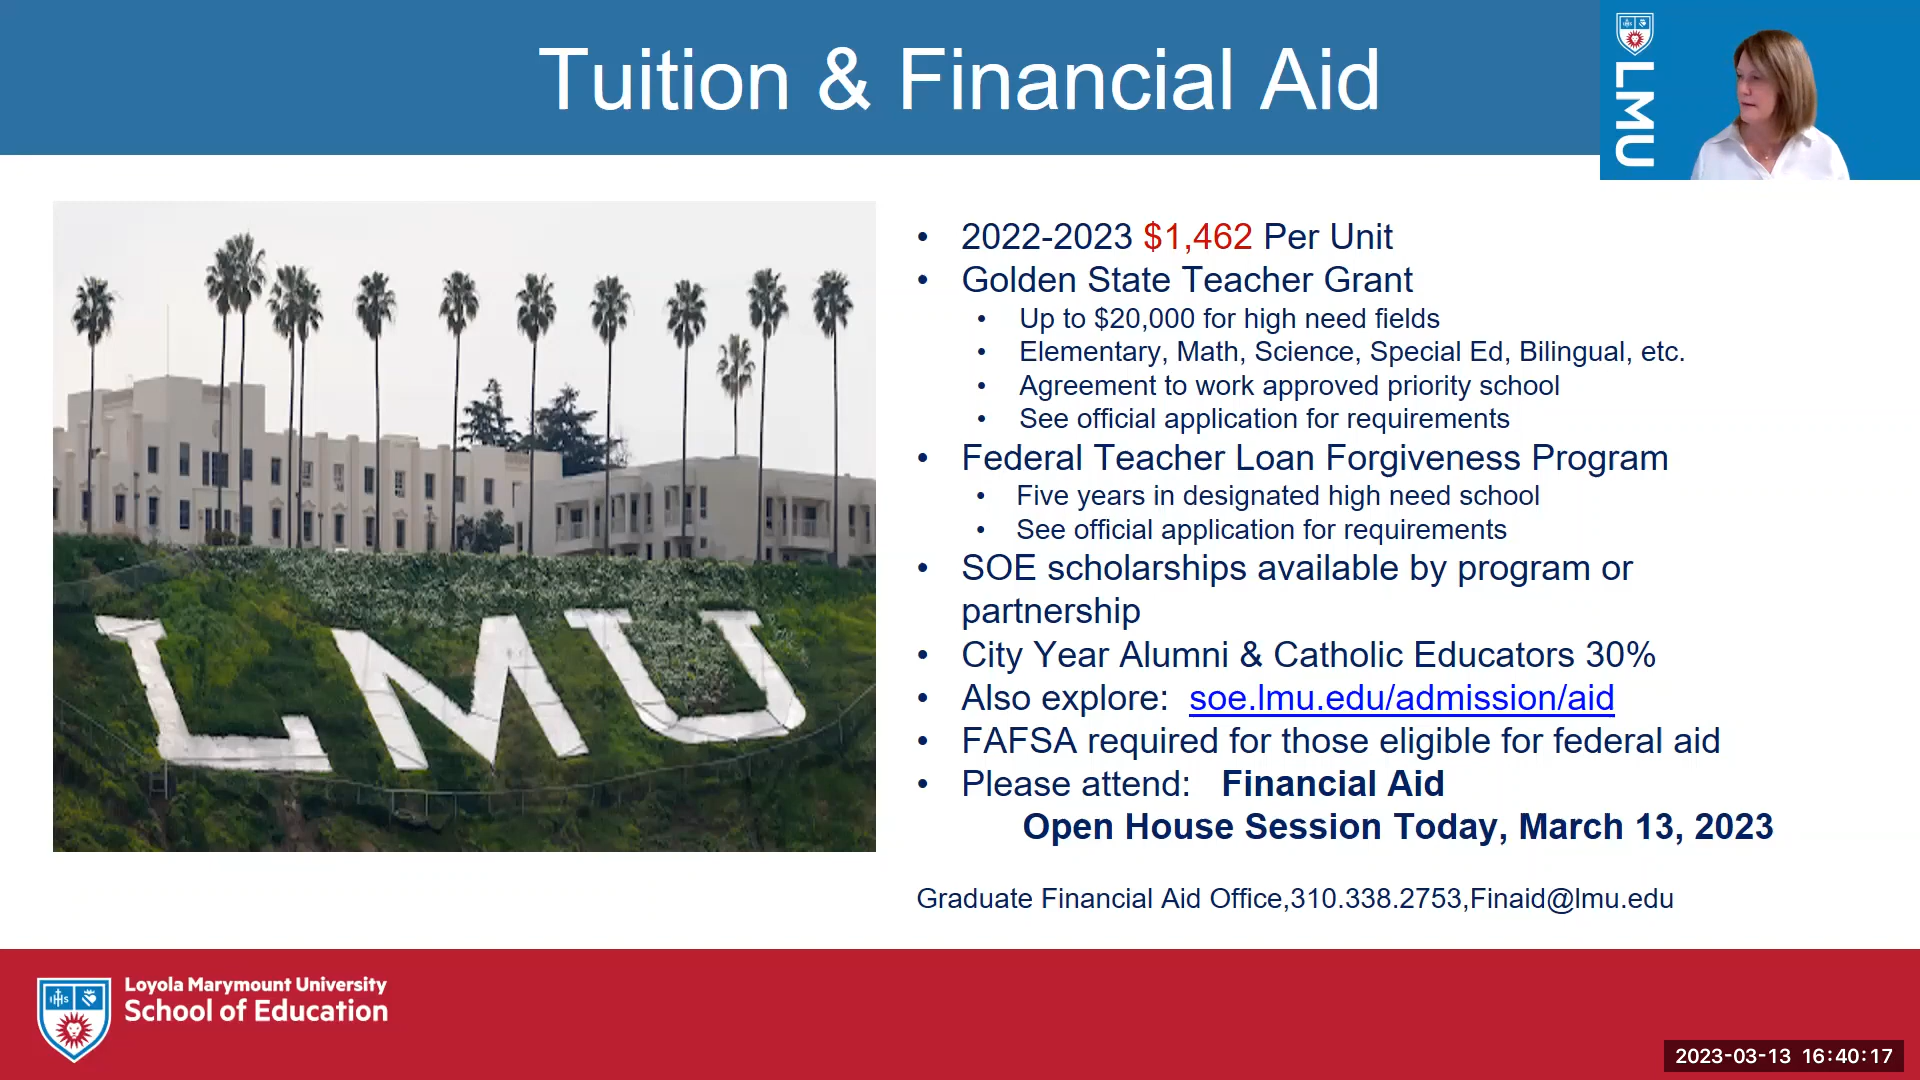 Tuition & Financial Aid
LMU
• 2022-2023 $1,462 Per Unit
• Golden State Teacher Grant
• Up to $20,000 for high need fields
• Elementary, Math, Science, Special Ed, Bilingual, etc.
• Agreement to work approved priority school
• See official application for requirements
• Federal Teacher Loan Forgiveness Program
• Five years in designated high need school
• See official application for requirements
• SOE scholarships available by program or
partnership
• City Year Alumni & Catholic Educators 30%
• Also explore: soe.lmu.edu/admission/aid
• FAFSA required for those eligible for federal aid
• Please attend: Financial Aid
Open House Session Today, March 13, 2023
Graduate Financial Aid Office,310.338.2753,Finaid@lmu.edu
LMU
IHS
Loyola Marymount University
School of Education
2023-03-13 16:40:17